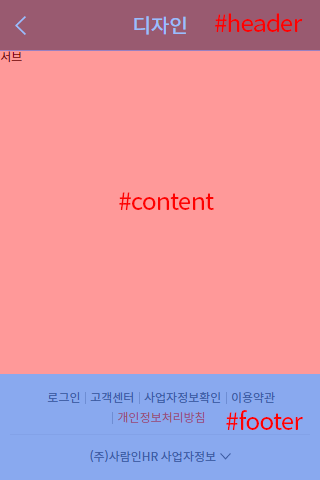 디자인 #header
서브
#content
로그인 | 고객센터 | 사업자정보확인 | 이용약관
| 개인정보처리방침
#footer
(주)사람인HR 사업자정보